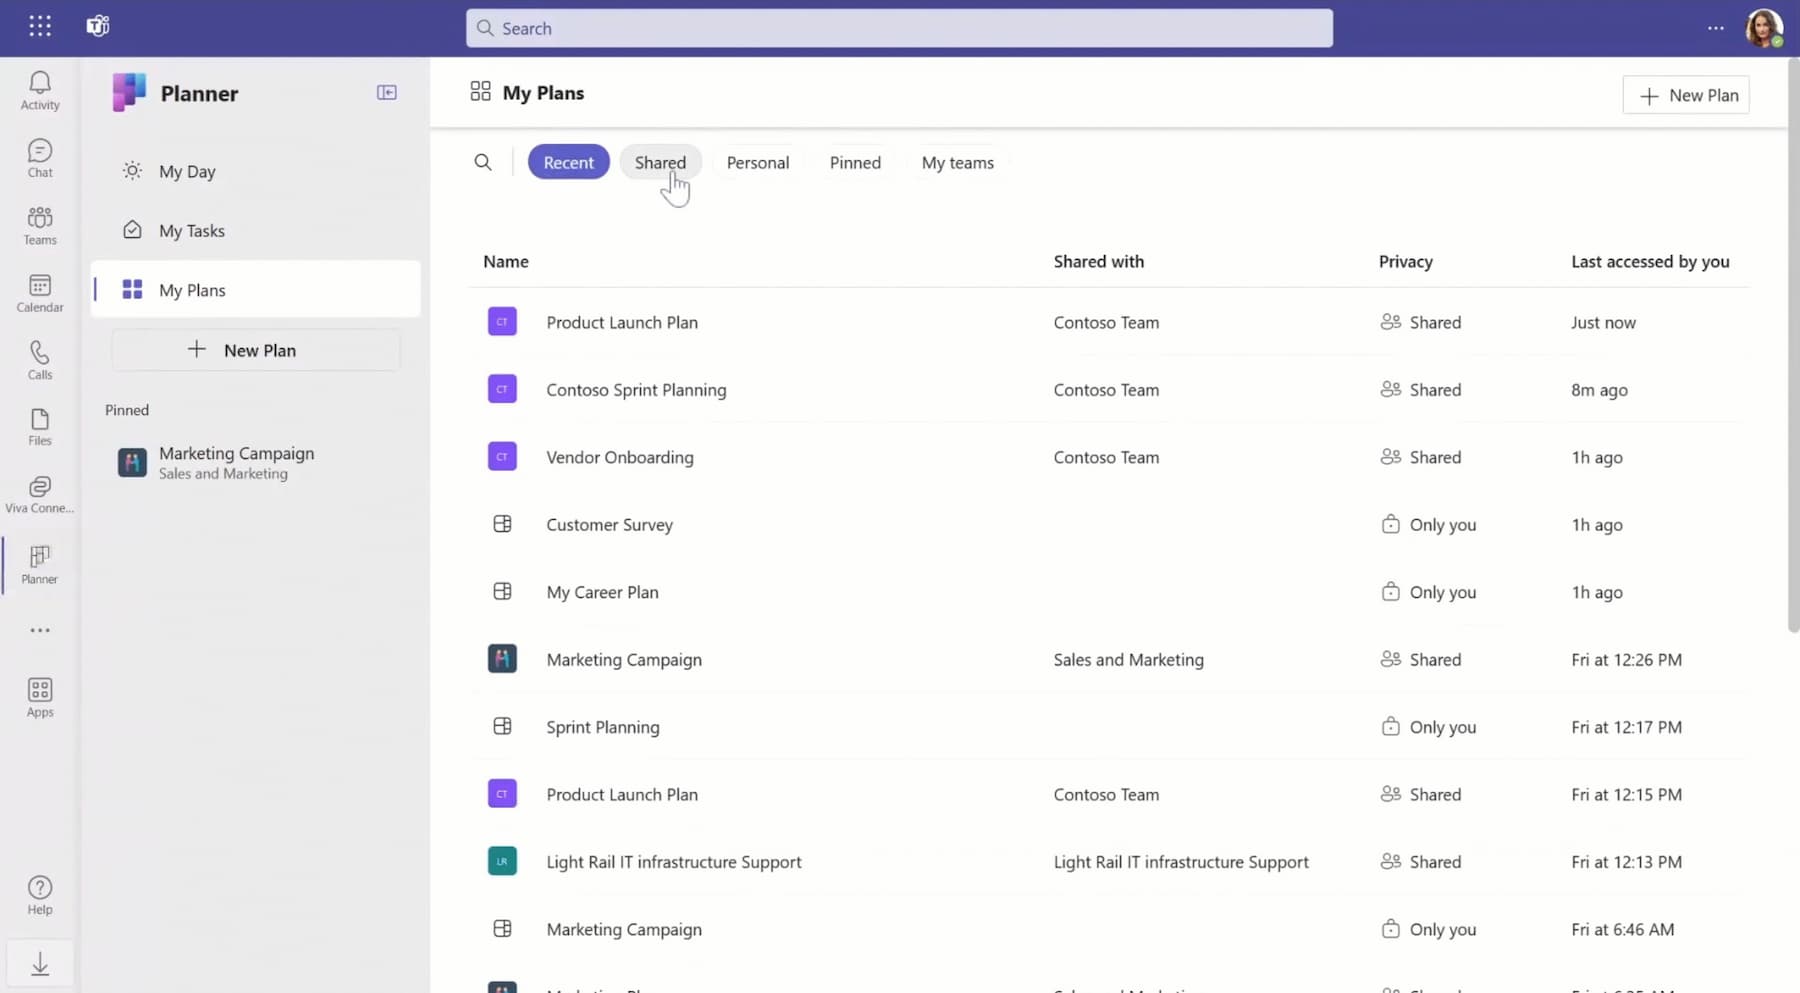 Search
Activity
Chat
Teams
Calendar
Calls
Files
Viva Conne...
Planner
Apps
Help
Planner
My Day
My Tasks
My Plans
New Plan
Pinned
Marketing Campaign
Sales and Marketing
My Plans
New Plan
Recent Shared Personal Pinned My teams
Name Shared with Privacy Last accessed by you
CT Product Launch Plan Contoso Team Shared Just now
CT Contoso Sprint Planning Contoso Team Shared 8m ago
CT Vendor Onboarding Contoso Team Shared 1h ago
Customer Survey Only you 1h ago
My Career Plan Only you 1h ago
Marketing Campaign Sales and Marketing Shared Fri at 12:26 PM
Sprint Planning Only you Fri at 12:17 PM
CT Product Launch Plan Contoso Team Shared Fri at 12:15 PM
LR Light Rail IT infrastructure Support Light Rail IT infrastructure Support Shared Fri at 12:13 PM
Marketing Campaign Only you Fri at 6:46 AM